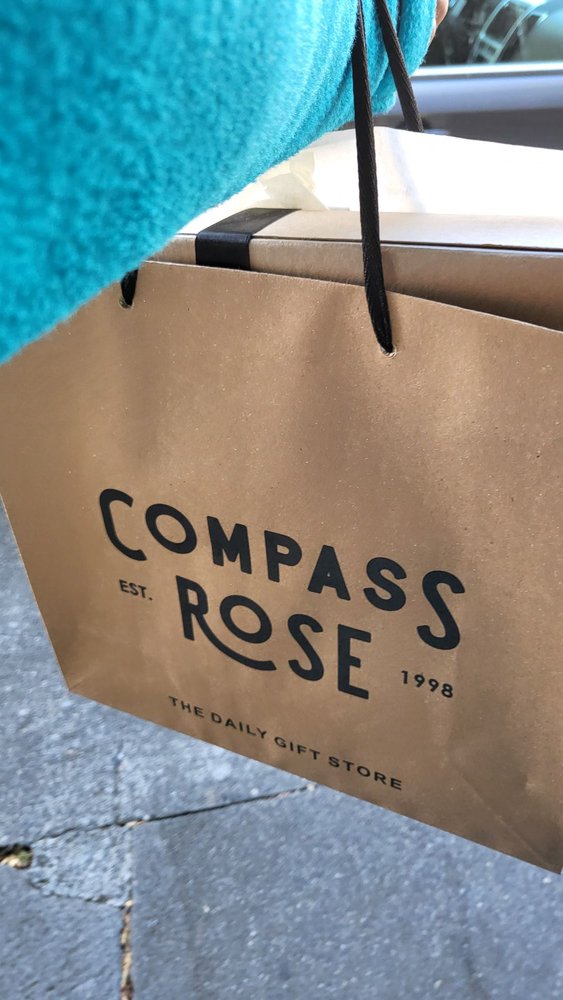 COMPASS
EST. ROSE 1998
THE DAILY GIFT STORE